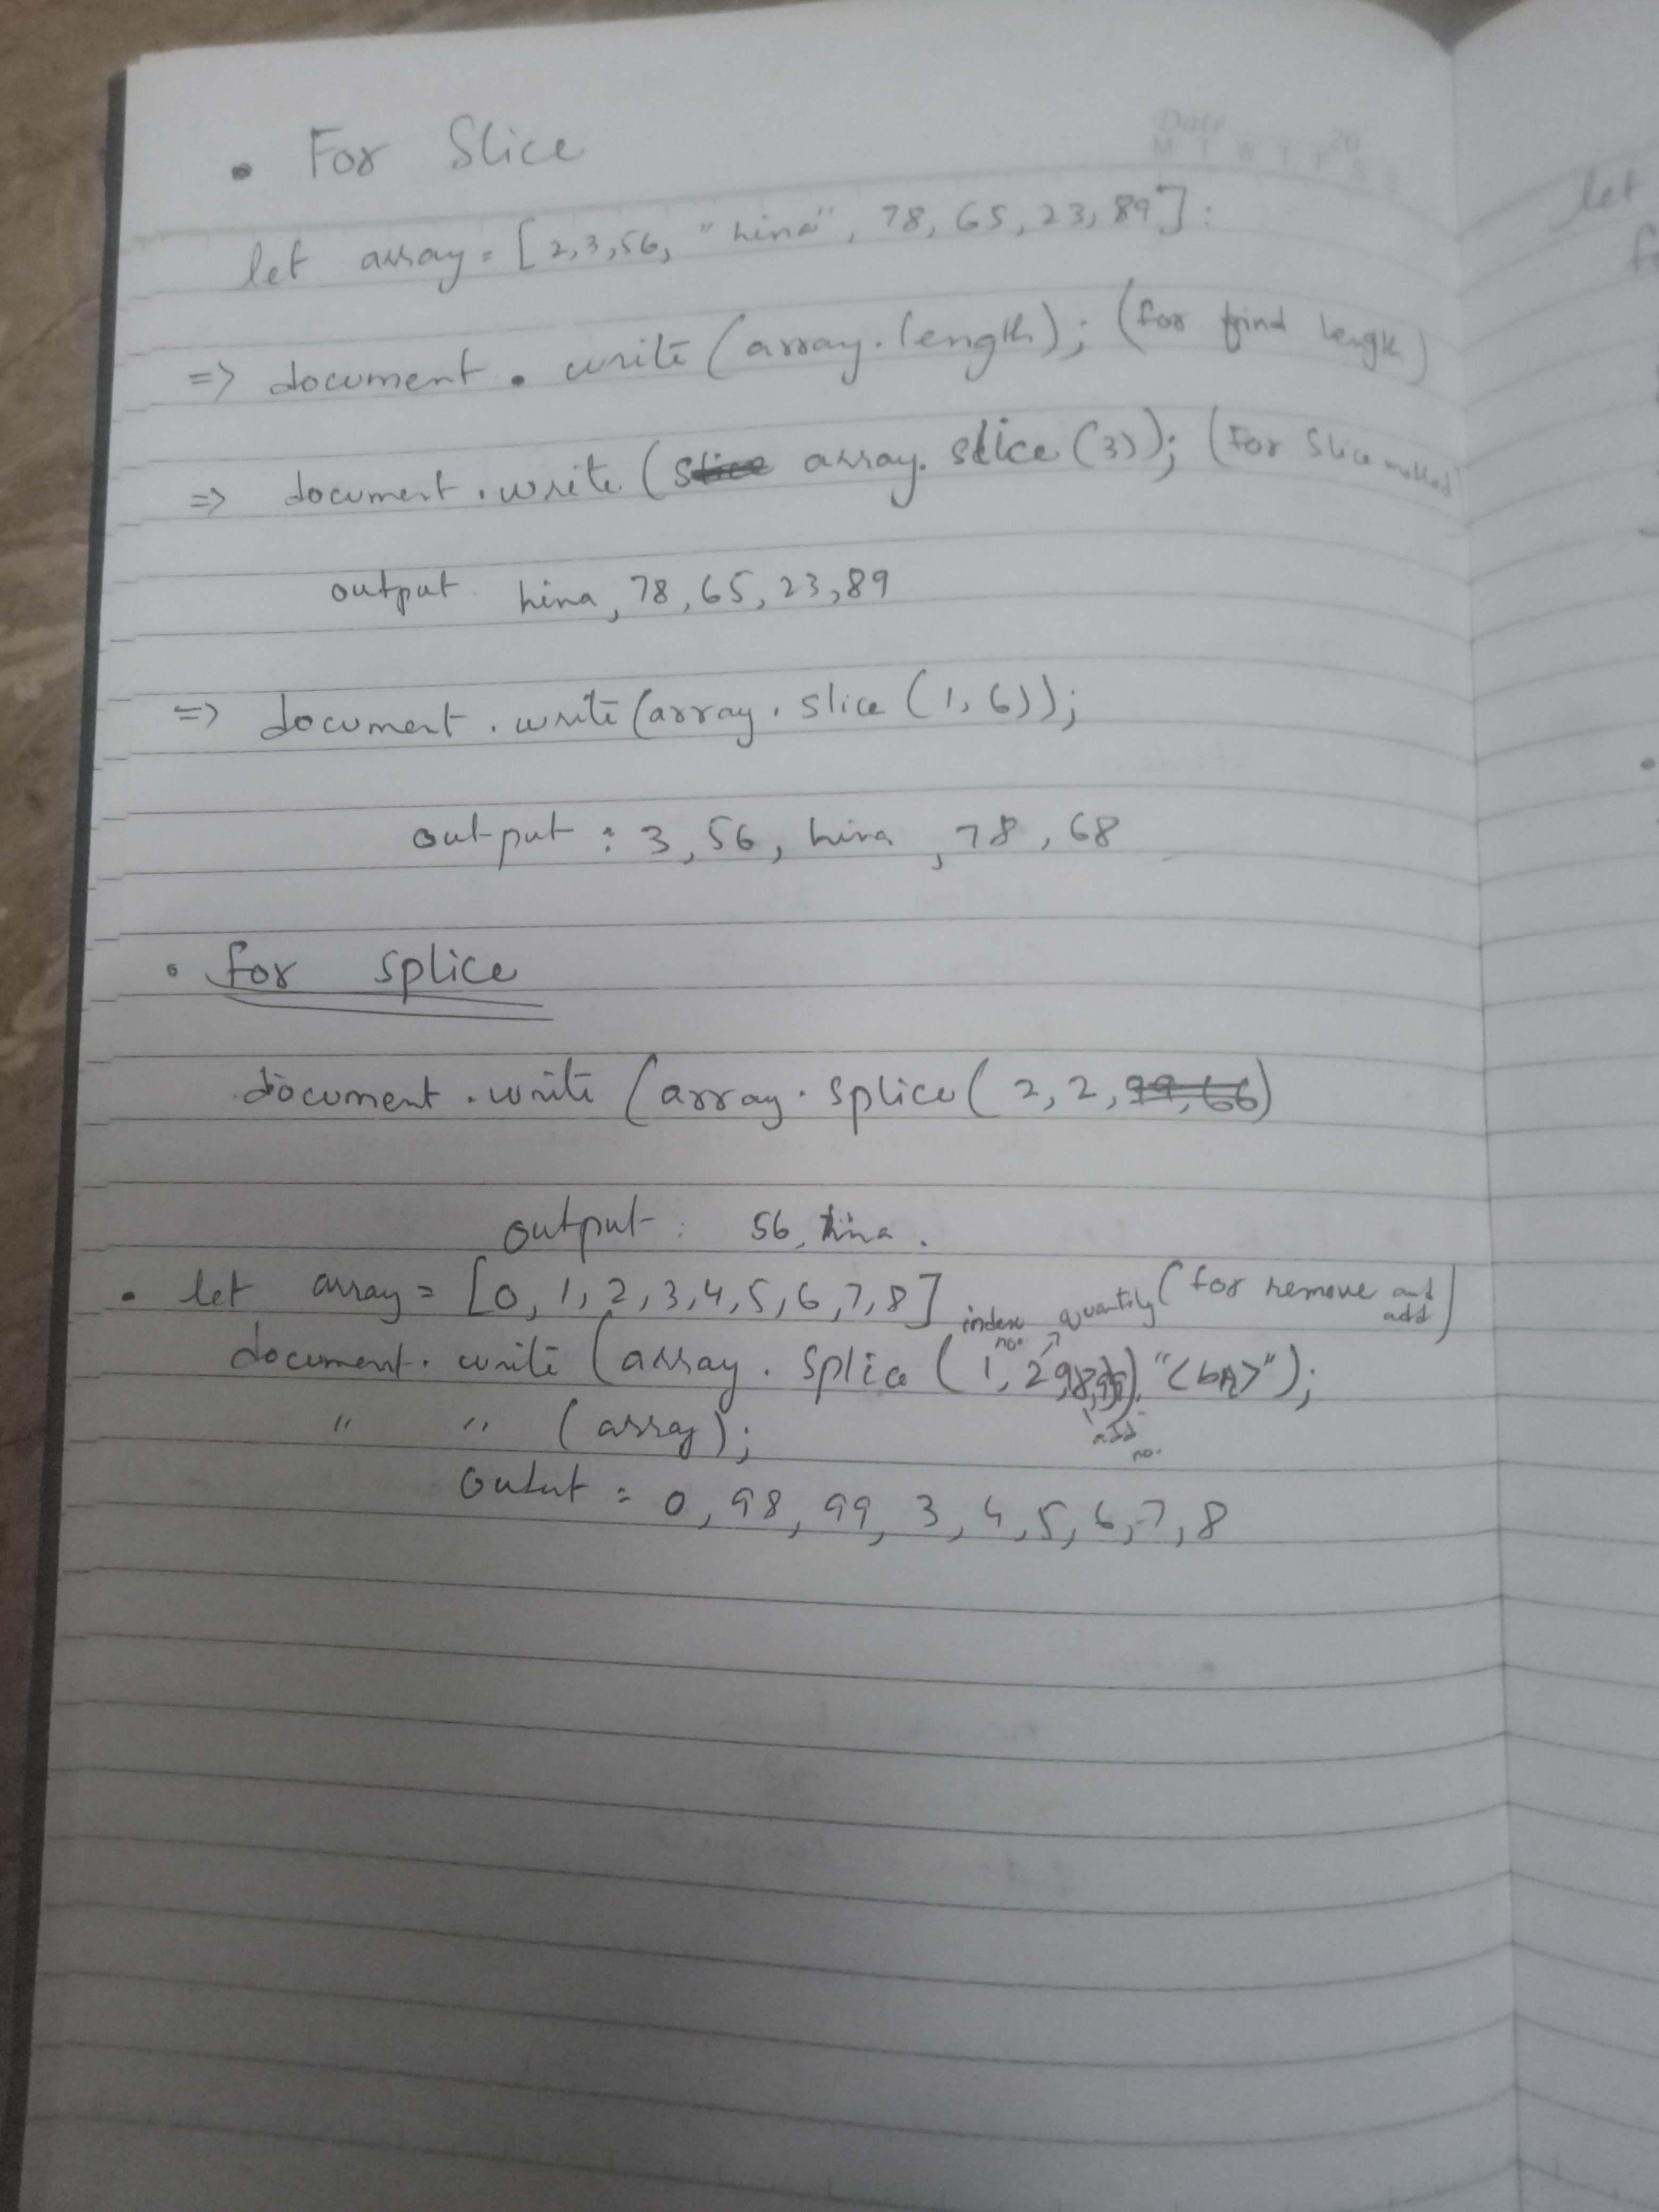 Date 20
M T W T F S S
• For Slice
let array = [2,3,56, "hina", 78, 65, 23, 89];
=> document . write (array. length); (for find length)
=> document . write ( array. slice (3)); (For Slice method
output hina, 78, 65, 23, 89
=> document . write (array . slice (1, 6));
output : 3, 56, hina, 78, 68
• for splice
document . write (array . splice ( 2, 2, 99, 66)
output : 56, hina .
• let array = [0, 1, 2, 3, 4, 5, 6, 7, 8] index no. quantity (for remove and add)
document . write (array . splice (1, 2, 98, 99), "<br>");
" " (array);
add no.
Output = 0, 98, 99, 3, 4, 5, 6, 7, 8
let